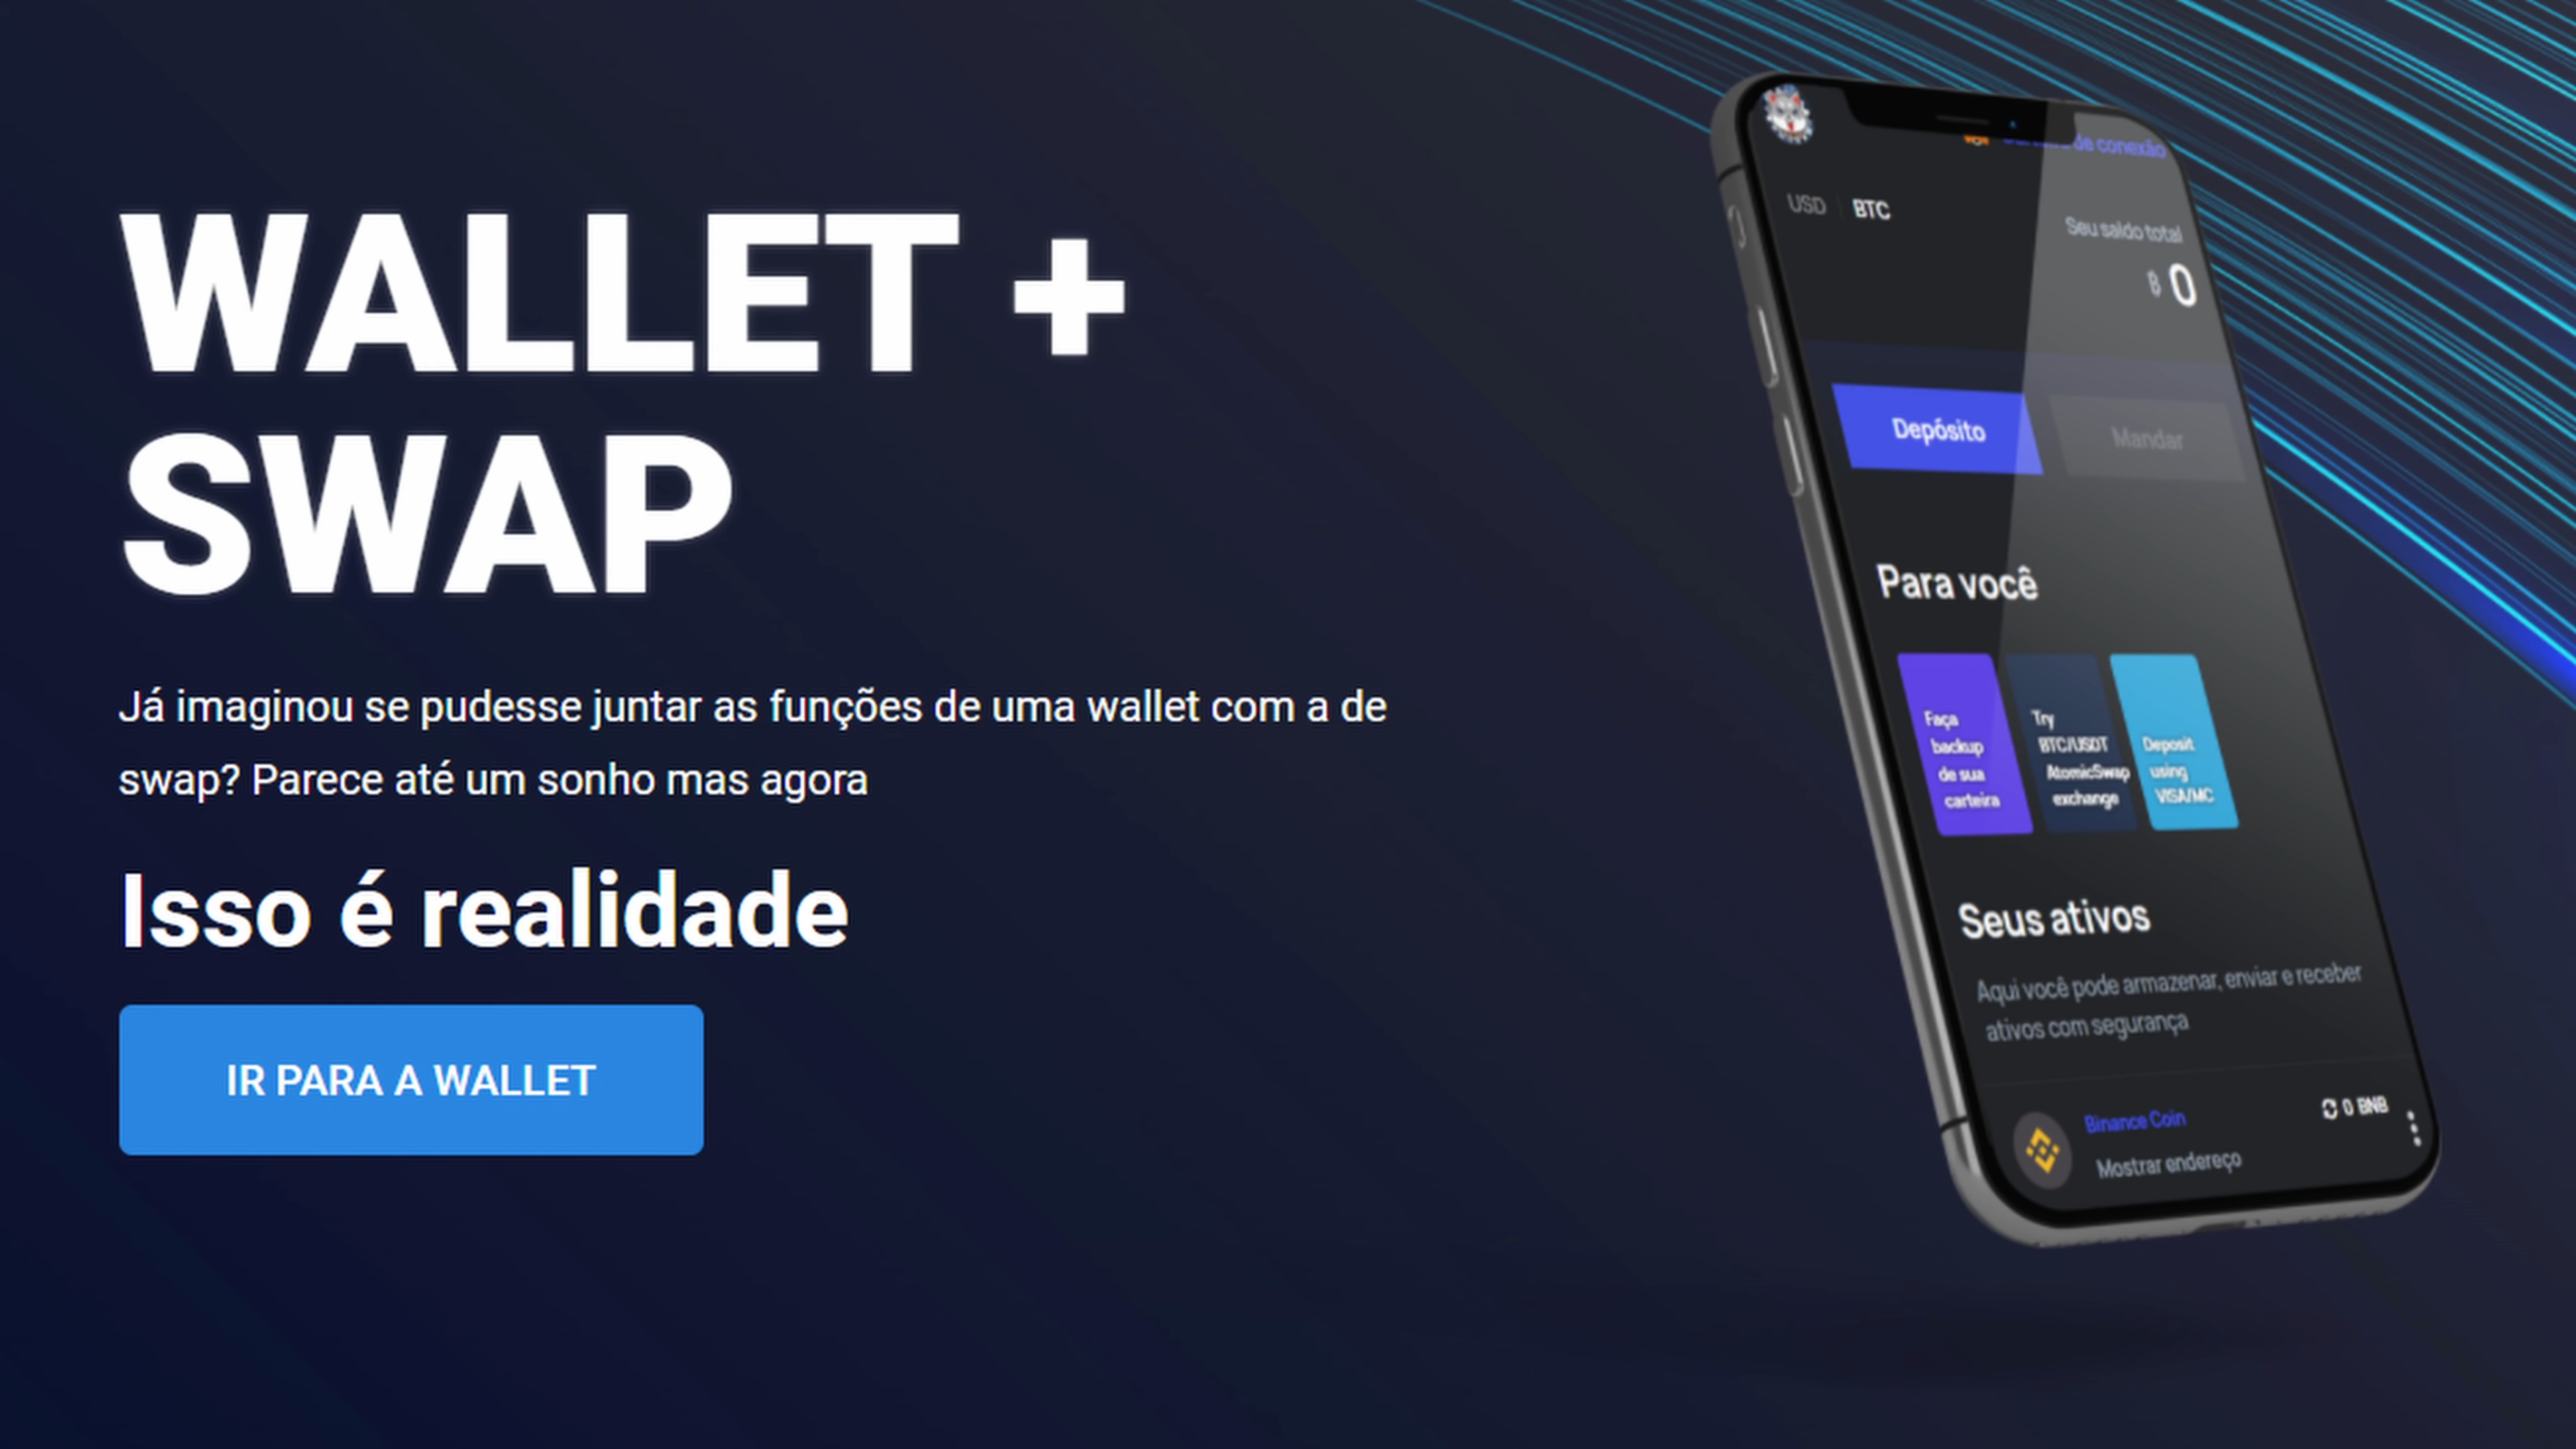 WALLET +
SWAP
Já imaginou se pudesse juntar as funções de uma wallet com a de
swap? Parece até um sonho mas agora
Isso é realidade
IR PARA A WALLET
de conexão
USD BTC
Seu saldo total
₿ 0
Depósito
Mandar
Para você
Faça
backup
de sua
carteira
Try
BTC/USDT
AtomicSwap
exchange
Deposit
using
VISA/MC
Seus ativos
Aqui você pode armazenar, enviar e receber
ativos com segurança
Binance Coin
0 BNB
Mostrar endereço